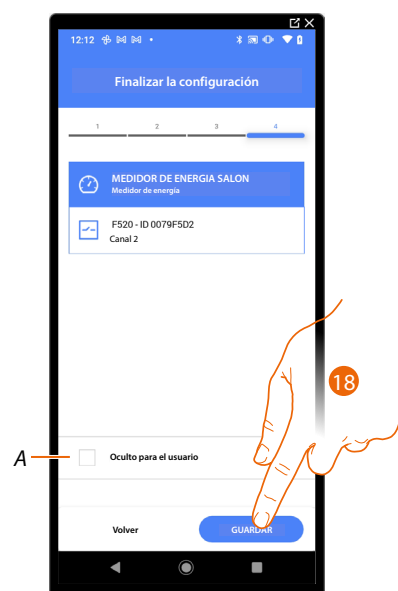 12:12
Finalizar la configuración
1 2 3 4
MEDIDOR DE ENERGIA SALON
Medidor de energía
F520 - ID 0079F5D2
Canal 2
18
A
Oculto para el usuario
Volver
GUARDAR